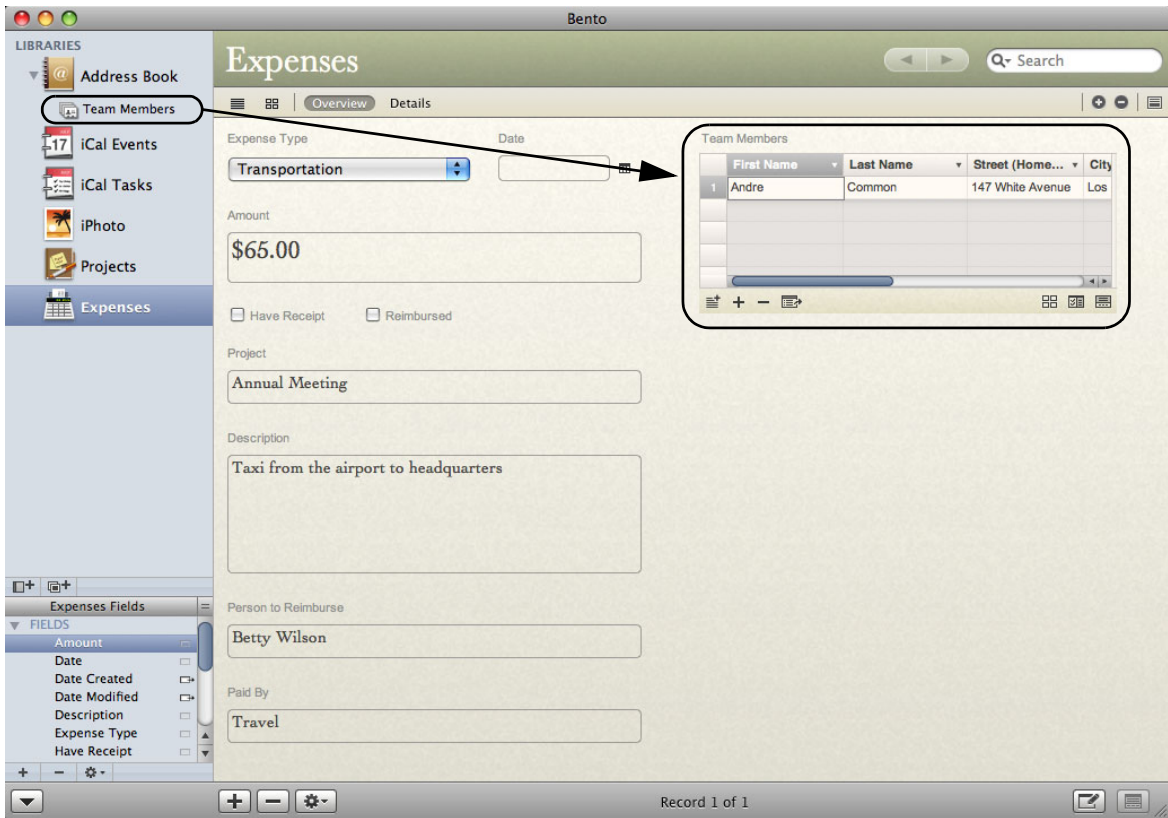 Bento
LIBRARIES
Address Book
Team Members
iCal Events
17
iCal Tasks
iPhoto
Projects
Expenses
Expenses
Search
Overview
Details
Expense Type
Date
Transportation
Amount
$65.00
Have Receipt
Reimbursed
Project
Annual Meeting
Description
Taxi from the airport to headquarters
Person to Reimburse
Betty Wilson
Paid By
Travel
Team Members
First Name Last Name Street (Home... City
1 Andre Common 147 White Avenue Los
Expenses Fields
FIELDS
Amount
Date
Date Created
Date Modified
Description
Expense Type
Have Receipt
Record 1 of 1